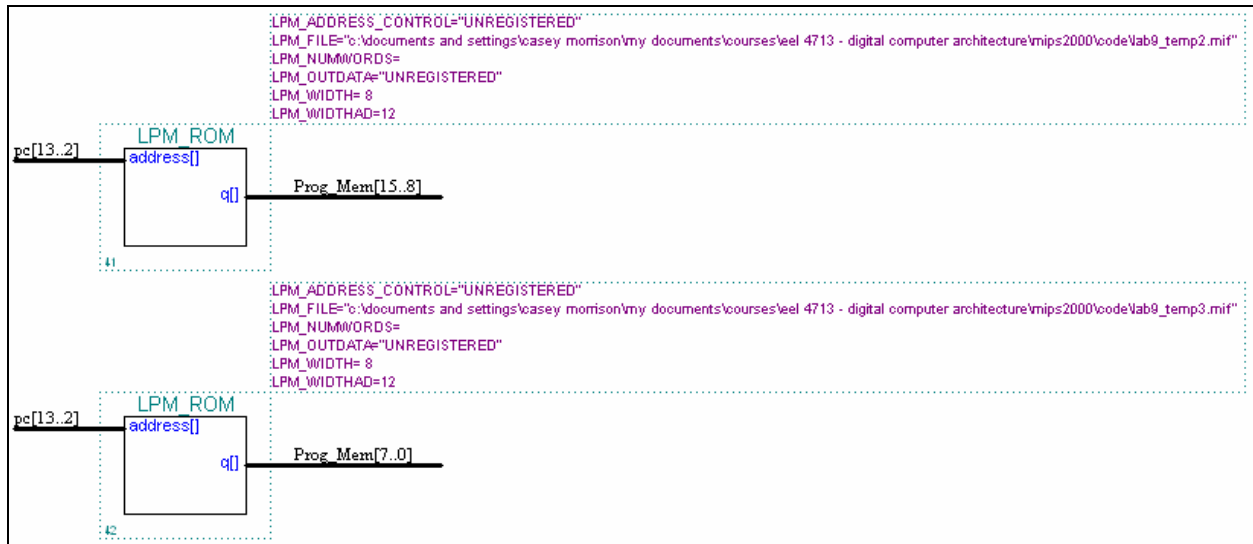 LPM_ADDRESS_CONTROL="UNREGISTERED"
LPM_FILE="c:\documents and settings\casey morrison\my documents\courses\eel 4713 - digital computer architecture\mips2000\code\lab9_temp2.mif"
LPM_NUMWORDS=
LPM_OUTDATA="UNREGISTERED"
LPM_WIDTH= 8
LPM_WIDTHAD=12
LPM_ROM
pc[13..2]
address[]
q[]
Prog_Mem[15..8]
41
LPM_ADDRESS_CONTROL="UNREGISTERED"
LPM_FILE="c:\documents and settings\casey morrison\my documents\courses\eel 4713 - digital computer architecture\mips2000\code\lab9_temp3.mif"
LPM_NUMWORDS=
LPM_OUTDATA="UNREGISTERED"
LPM_WIDTH= 8
LPM_WIDTHAD=12
LPM_ROM
pc[13..2]
address[]
q[]
Prog_Mem[7..0]
42